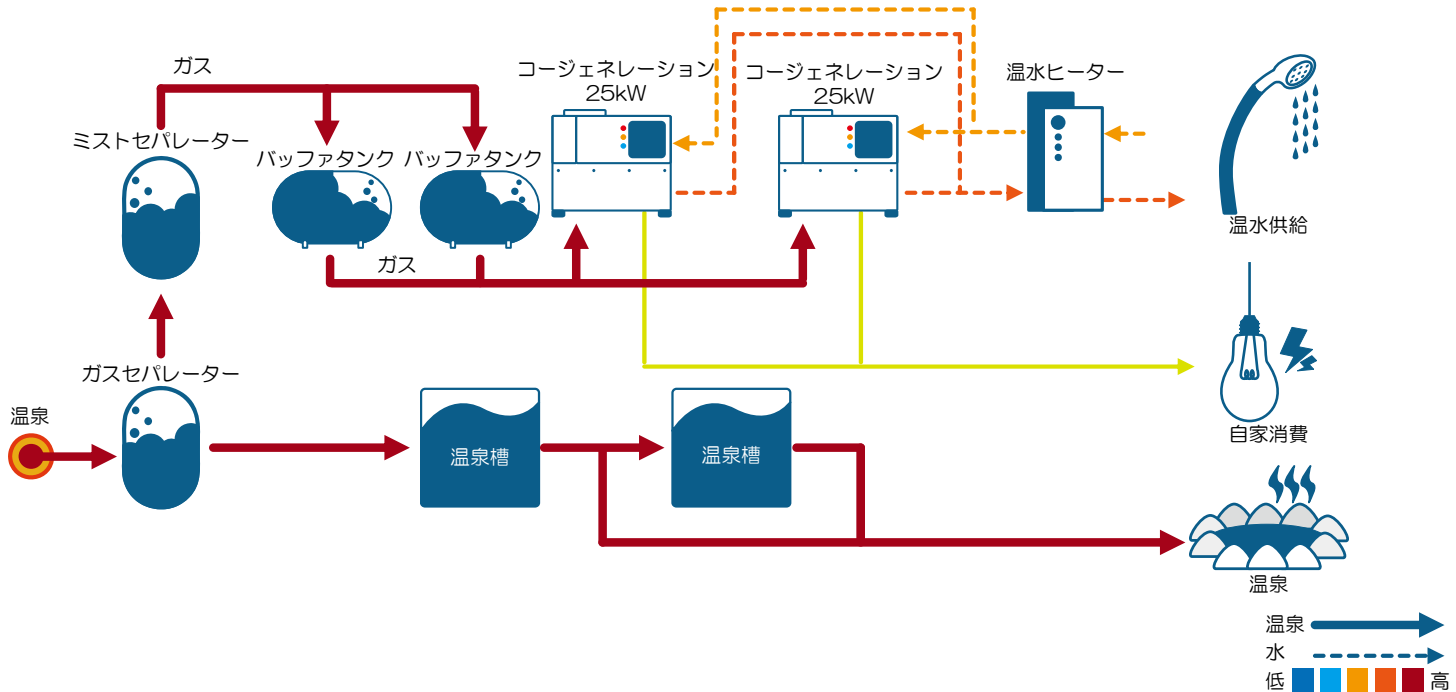 ガス
コージェネレーション
25kW
コージェネレーション
25kW
温水ヒーター
ミストセパレーター
バッファタンク
バッファタンク
温水供給
ガス
ガスセパレーター
温泉
温泉槽
温泉槽
自家消費
温泉
温泉
水
低
高